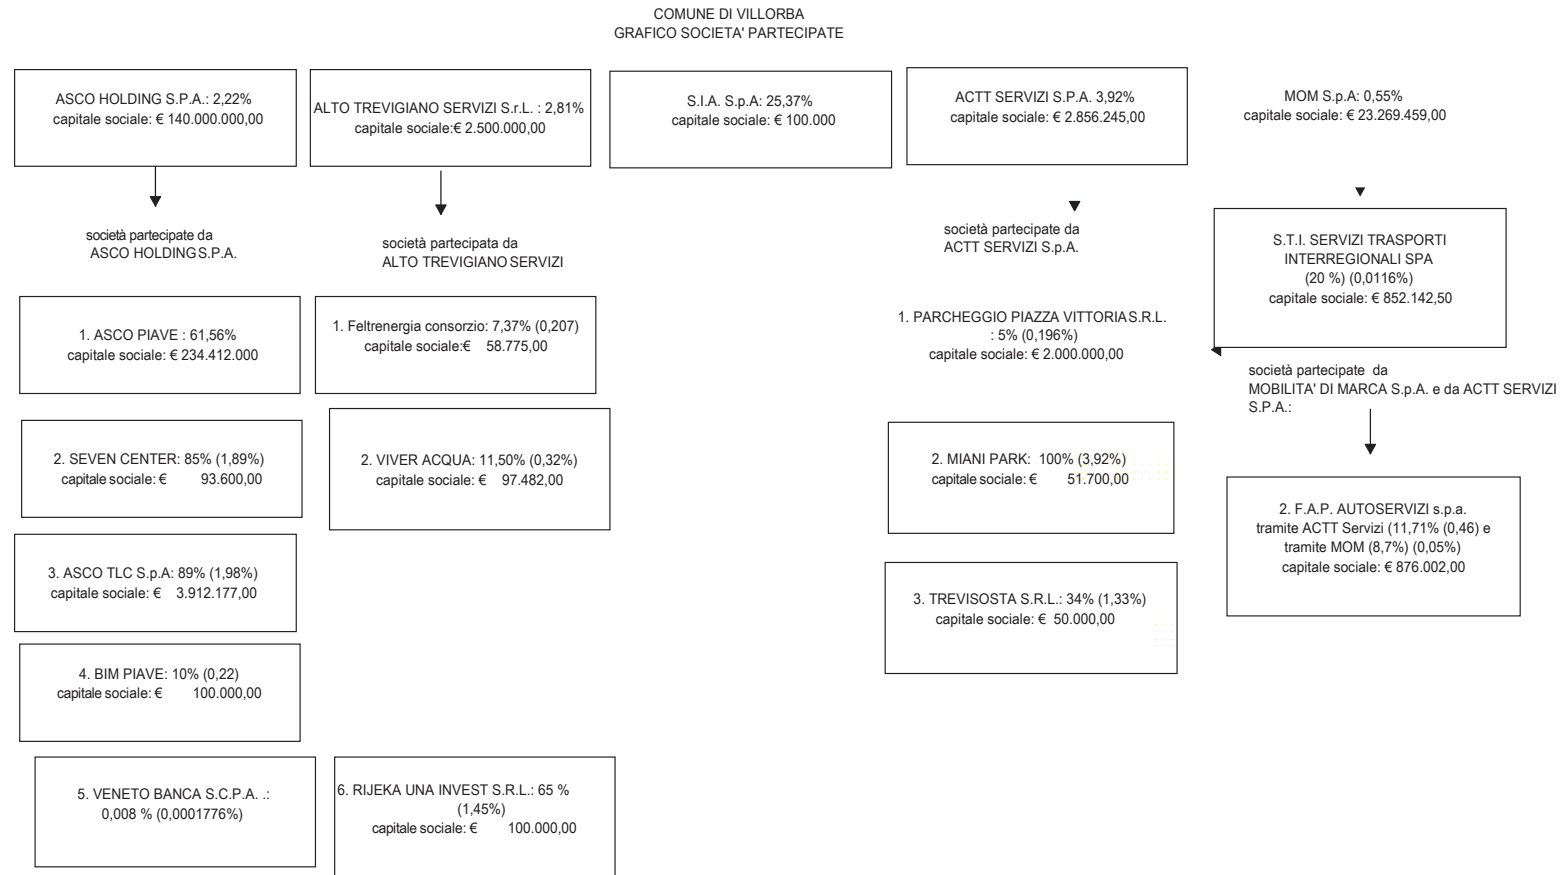 COMUNE DI VILLORBA
GRAFICO SOCIETA' PARTECIPATE
ASCO HOLDING S.P.A.: 2,22%
capitale sociale: € 140.000.000,00
ALTO TREVIGIANO SERVIZI S.r.L. : 2,81%
capitale sociale:€ 2.500.000,00
S.I.A. S.p.A: 25,37%
capitale sociale: € 100.000
ACTT SERVIZI S.P.A. 3,92%
capitale sociale: € 2.856.245,00
MOM S.p.A: 0,55%
capitale sociale: € 23.269.459,00
società partecipate da
ASCO HOLDING S.P.A.
1. ASCO PIAVE : 61,56%
capitale sociale: € 234.412.000
2. SEVEN CENTER: 85% (1,89%)
capitale sociale: € 93.600,00
3. ASCO TLC S.p.A: 89% (1,98%)
capitale sociale: € 3.912.177,00
4. BIM PIAVE: 10% (0,22)
capitale sociale: € 100.000,00
5. VENETO BANCA S.C.P.A. .:
0,008 % (0,0001776%)
6. RIJEKA UNA INVEST S.R.L.: 65 %
(1,45%)
capitale sociale: € 100.000,00
società partecipata da
ALTO TREVIGIANO SERVIZI
1. Feltrenergia consorzio: 7,37% (0,207)
capitale sociale:€ 58.775,00
2. VIVER ACQUA: 11,50% (0,32%)
capitale sociale: € 97.482,00
società partecipate da
ACTT SERVIZI S.p.A.
1. PARCHEGGIO PIAZZA VITTORIA S.R.L.
: 5% (0,196%)
capitale sociale: € 2.000.000,00
2. MIANI PARK: 100% (3,92%)
capitale sociale: € 51.700,00
3. TREVISOSTA S.R.L.: 34% (1,33%)
capitale sociale: € 50.000,00
S.T.I. SERVIZI TRASPORTI
INTERREGIONALI SPA
(20 %) (0,0116%)
capitale sociale: € 852.142,50
società partecipate da
MOBILITA' DI MARCA S.p.A. e da ACTT SERVIZI
S.P.A.:
2. F.A.P. AUTOSERVIZI s.p.a.
tramite ACTT Servizi (11,71% (0,46) e
tramite MOM (8,7%) (0,05%)
capitale sociale: € 876.002,00